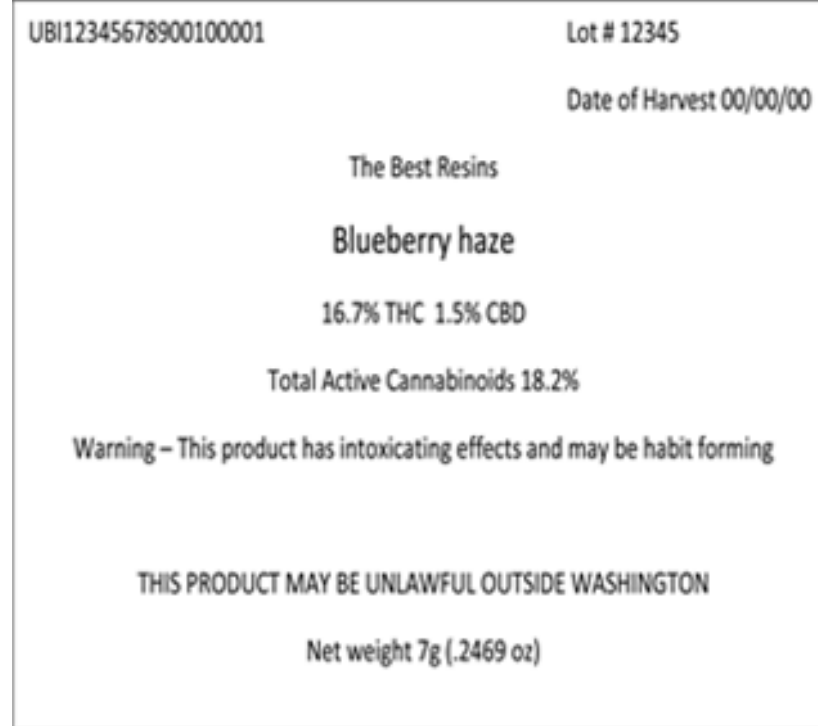 UBI12345678900100001 Lot # 12345
Date of Harvest 00/00/00
The Best Resins
Blueberry haze
16.7% THC 1.5% CBD
Total Active Cannabinoids 18.2%
Warning – This product has intoxicating effects and may be habit forming
THIS PRODUCT MAY BE UNLAWFUL OUTSIDE WASHINGTON
Net weight 7g (.2469 oz)